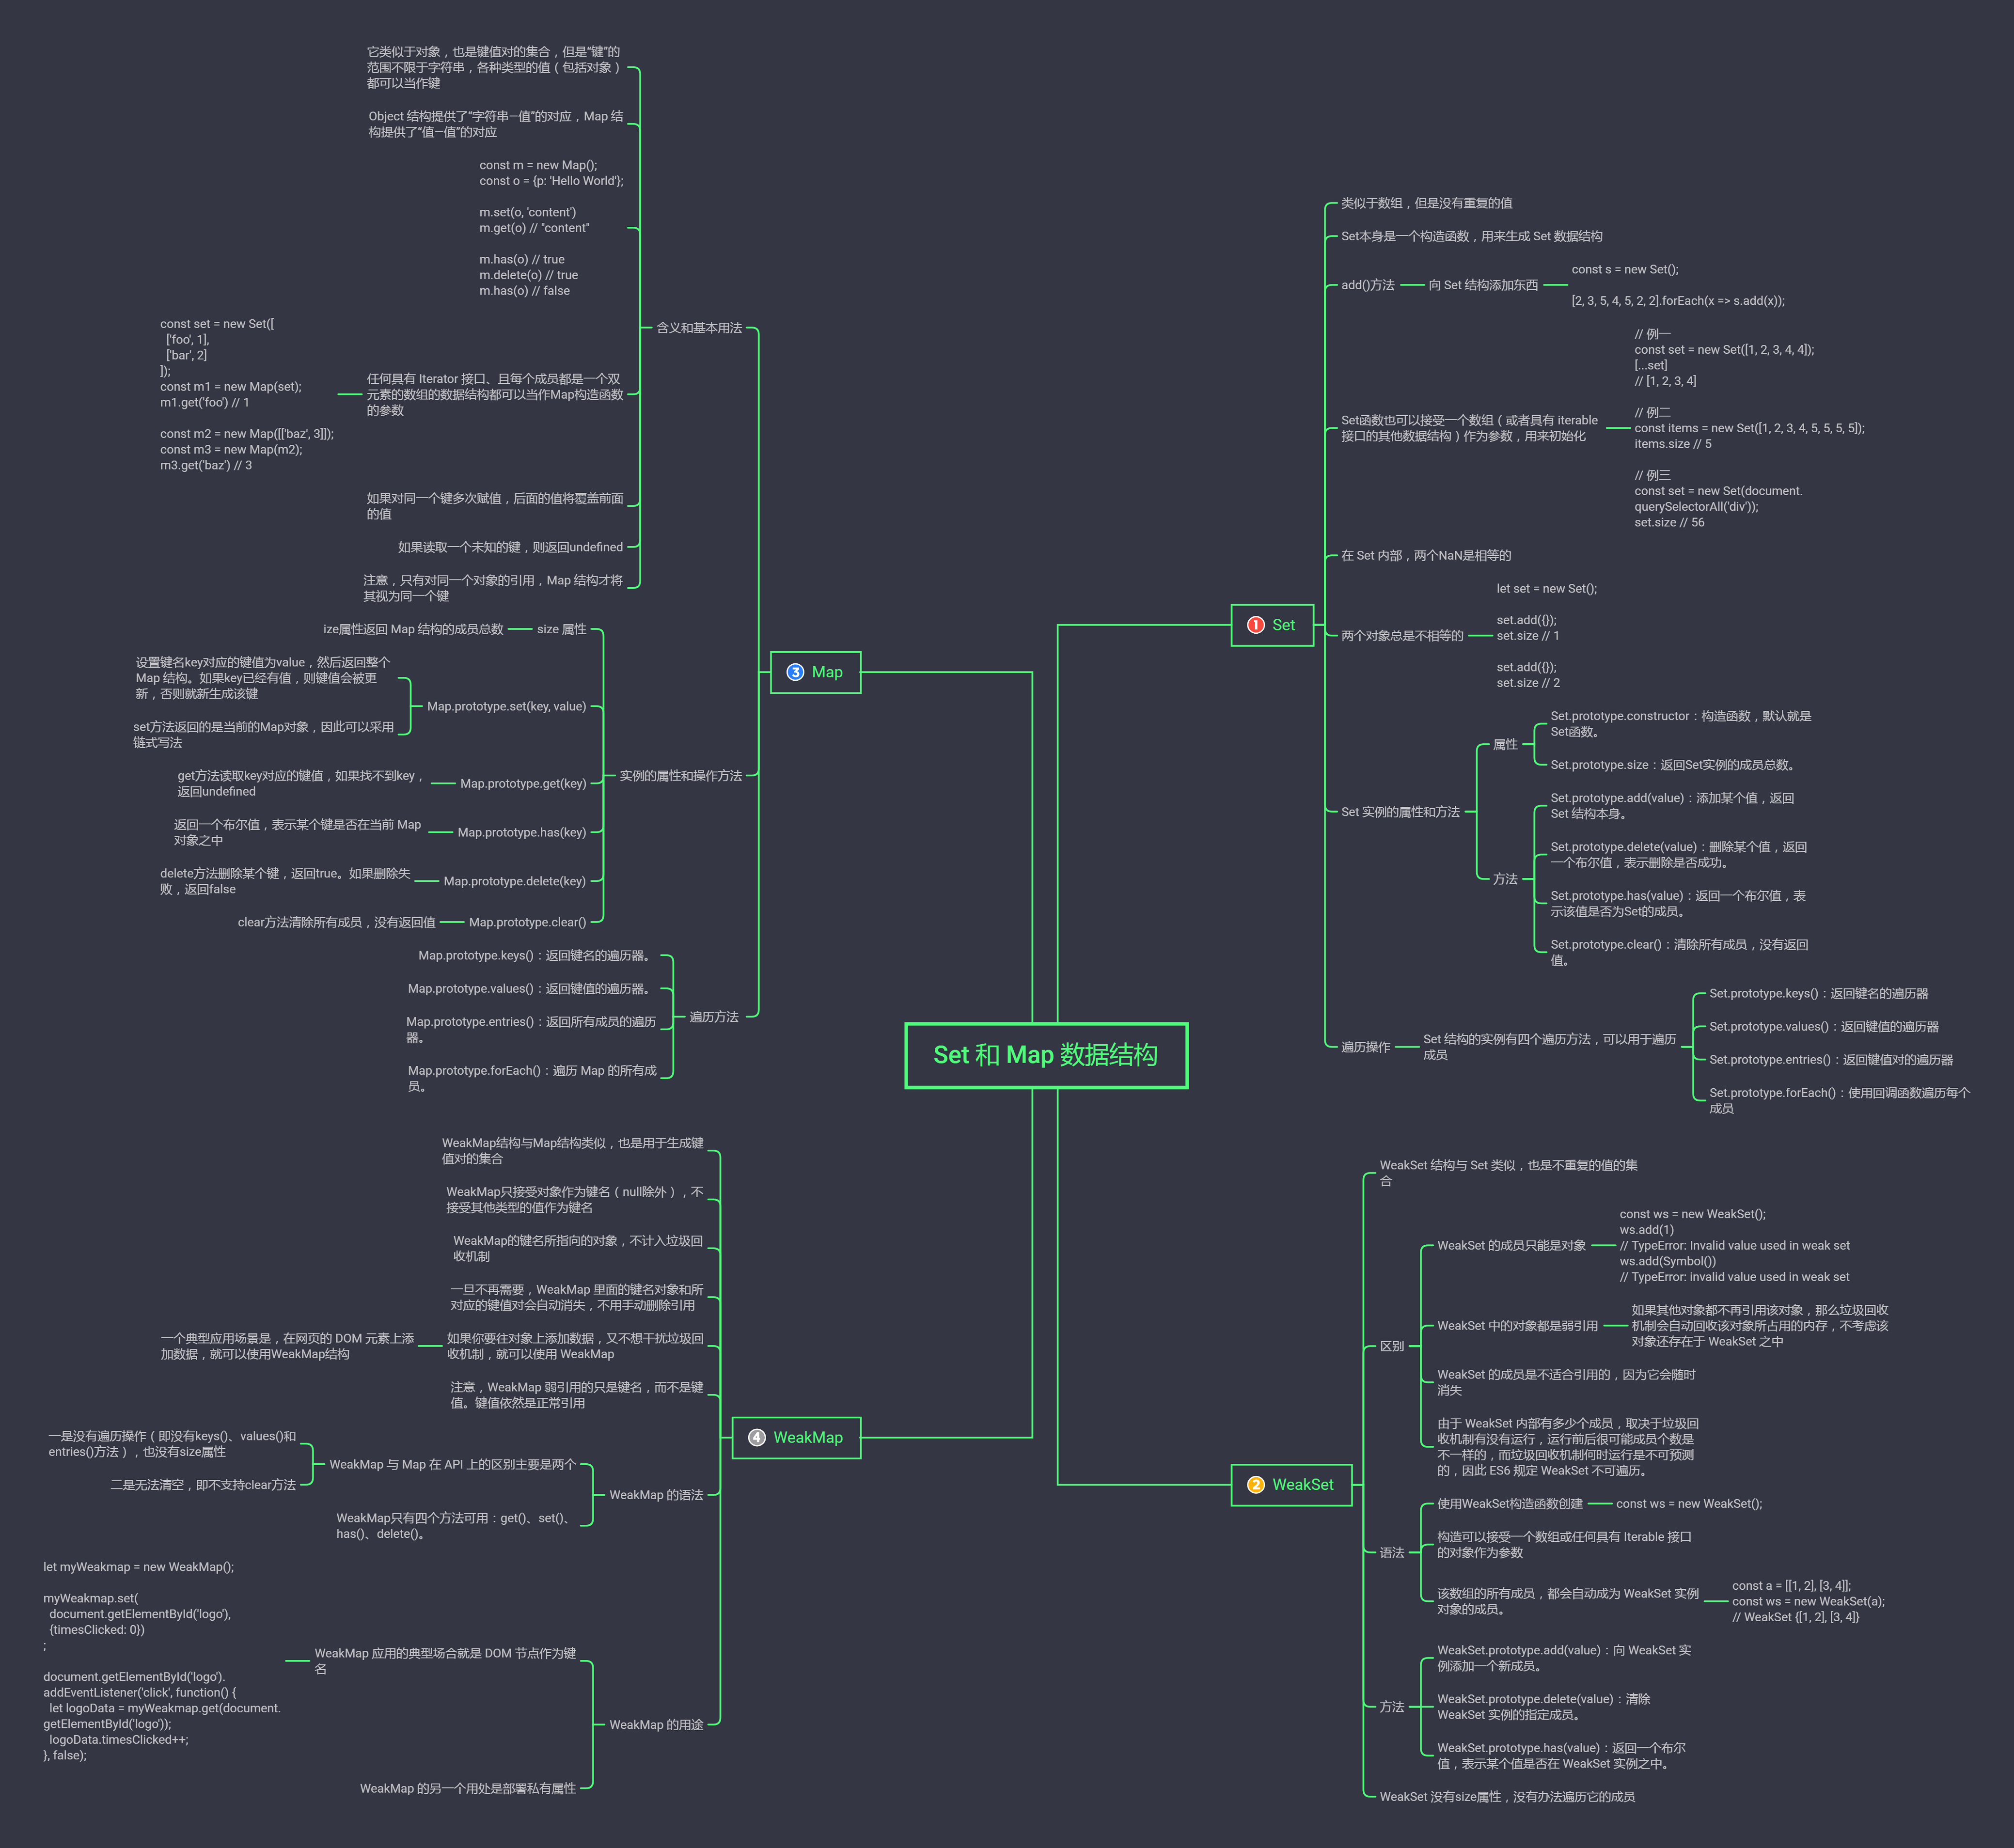 Set 和 Map 数据结构
1 Set
类似于数组，但是没有重复的值
Set本身是一个构造函数，用来生成 Set 数据结构
add()方法
向 Set 结构添加东西
const s = new Set();
[2, 3, 5, 4, 5, 2, 2].forEach(x => s.add(x));
Set函数也可以接受一个数组（或者具有 iterable
接口的其他数据结构）作为参数，用来初始化
// 例一
const set = new Set([1, 2, 3, 4, 4]);
[...set]
// [1, 2, 3, 4]
// 例二
const items = new Set([1, 2, 3, 4, 5, 5, 5, 5]);
items.size // 5
// 例三
const set = new Set(document.
querySelectorAll('div'));
set.size // 56
在 Set 内部，两个NaN是相等的
两个对象总是不相等的
let set = new Set();
set.add({});
set.size // 1
set.add({});
set.size // 2
Set 实例的属性和方法
属性
Set.prototype.constructor：构造函数，默认就是
Set函数。
Set.prototype.size：返回Set实例的成员总数。
方法
Set.prototype.add(value)：添加某个值，返回
Set 结构本身。
Set.prototype.delete(value)：删除某个值，返回
一个布尔值，表示删除是否成功。
Set.prototype.has(value)：返回一个布尔值，表
示该值是否为Set的成员。
Set.prototype.clear()：清除所有成员，没有返回
值。
遍历操作
Set 结构的实例有四个遍历方法，可以用于遍历
成员
Set.prototype.keys()：返回键名的遍历器
Set.prototype.values()：返回键值的遍历器
Set.prototype.entries()：返回键值对的遍历器
Set.prototype.forEach()：使用回调函数遍历每个
成员
2 WeakSet
WeakSet 结构与 Set 类似，也是不重复的值的集
合
区别
WeakSet 的成员只能是对象
const ws = new WeakSet();
ws.add(1)
// TypeError: Invalid value used in weak set
ws.add(Symbol())
// TypeError: invalid value used in weak set
WeakSet 中的对象都是弱引用
如果其他对象都不再引用该对象，那么垃圾回收
机制会自动回收该对象所占用的内存，不考虑该
对象还存在于 WeakSet 之中
WeakSet 的成员是不适合引用的，因为它会随时
消失
由于 WeakSet 内部有多少个成员，取决于垃圾回
收机制有没有运行，运行前后很可能成员个数是
不一样的，而垃圾回收机制何时运行是不可预测
的，因此 ES6 规定 WeakSet 不可遍历。
语法
使用WeakSet构造函数创建
const ws = new WeakSet();
构造可以接受一个数组或任何具有 Iterable 接口
的对象作为参数
该数组的所有成员，都会自动成为 WeakSet 实例
对象的成员。
const a = [[1, 2], [3, 4]];
const ws = new WeakSet(a);
// WeakSet {[1, 2], [3, 4]}
方法
WeakSet.prototype.add(value)：向 WeakSet 实
例添加一个新成员。
WeakSet.prototype.delete(value)：清除
WeakSet 实例的指定成员。
WeakSet.prototype.has(value)：返回一个布尔
值，表示某个值是否在 WeakSet 实例之中。
WeakSet 没有size属性，没有办法遍历它的成员
3 Map
含义和基本用法
它类似于对象，也是键值对的集合，但是“键”的
范围不限于字符串，各种类型的值（包括对象）
都可以当作键
Object 结构提供了“字符串—值”的对应，Map 结
构提供了“值—值”的对应
const m = new Map();
const o = {p: 'Hello World'};
m.set(o, 'content')
m.get(o) // "content"
m.has(o) // true
m.delete(o) // true
m.has(o) // false
任何具有 Iterator 接口、且每个成员都是一个双
元素的数组的数据结构都可以当作Map构造函数
的参数
const set = new Set([
['foo', 1],
['bar', 2]
]);
const m1 = new Map(set);
m1.get('foo') // 1
const m2 = new Map([['baz', 3]]);
const m3 = new Map(m2);
m3.get('baz') // 3
如果对同一个键多次赋值，后面的值将覆盖前面
的值
如果读取一个未知的键，则返回undefined
注意，只有对同一个对象的引用，Map 结构才将
其视为同一个键
实例的属性和操作方法
size 属性
ize属性返回 Map 结构的成员总数
Map.prototype.set(key, value)
设置键名key对应的键值为value，然后返回整个
Map 结构。如果key已经有值，则键值会被更
新，否则就新生成该键
set方法返回的是当前的Map对象，因此可以采用
链式写法
Map.prototype.get(key)
get方法读取key对应的键值，如果找不到key，
返回undefined
Map.prototype.has(key)
返回一个布尔值，表示某个键是否在当前 Map
对象之中
Map.prototype.delete(key)
delete方法删除某个键，返回true。如果删除失
败，返回false
Map.prototype.clear()
clear方法清除所有成员，没有返回值
遍历方法
Map.prototype.keys()：返回键名的遍历器。
Map.prototype.values()：返回键值的遍历器。
Map.prototype.entries()：返回所有成员的遍历
器。
Map.prototype.forEach()：遍历 Map 的所有成
员。
4 WeakMap
WeakMap结构与Map结构类似，也是用于生成键
值对的集合
WeakMap只接受对象作为键名（null除外），不
接受其他类型的值作为键名
WeakMap的键名所指向的对象，不计入垃圾回
收机制
一旦不再需要，WeakMap 里面的键名对象和所
对应的键值对会自动消失，不用手动删除引用
如果你要往对象上添加数据，又不想干扰垃圾回
收机制，就可以使用 WeakMap
一个典型应用场景是，在网页的 DOM 元素上添
加数据，就可以使用WeakMap结构
注意，WeakMap 弱引用的只是键名，而不是键
值。键值依然是正常引用
WeakMap 的语法
WeakMap 与 Map 在 API 上的区别主要是两个
一是没有遍历操作（即没有keys()、values()和
entries()方法），也没有size属性
二是无法清空，即不支持clear方法
WeakMap只有四个方法可用：get()、set()、
has()、delete()。
WeakMap 的用途
WeakMap 应用的典型场合就是 DOM 节点作为键
名
let myWeakmap = new WeakMap();
myWeakmap.set(
document.getElementById('logo'),
{timesClicked: 0})
;
document.getElementById('logo').
addEventListener('click', function() {
let logoData = myWeakmap.get(document.
getElementById('logo'));
logoData.timesClicked++;
}, false);
WeakMap 的另一个用处是部署私有属性